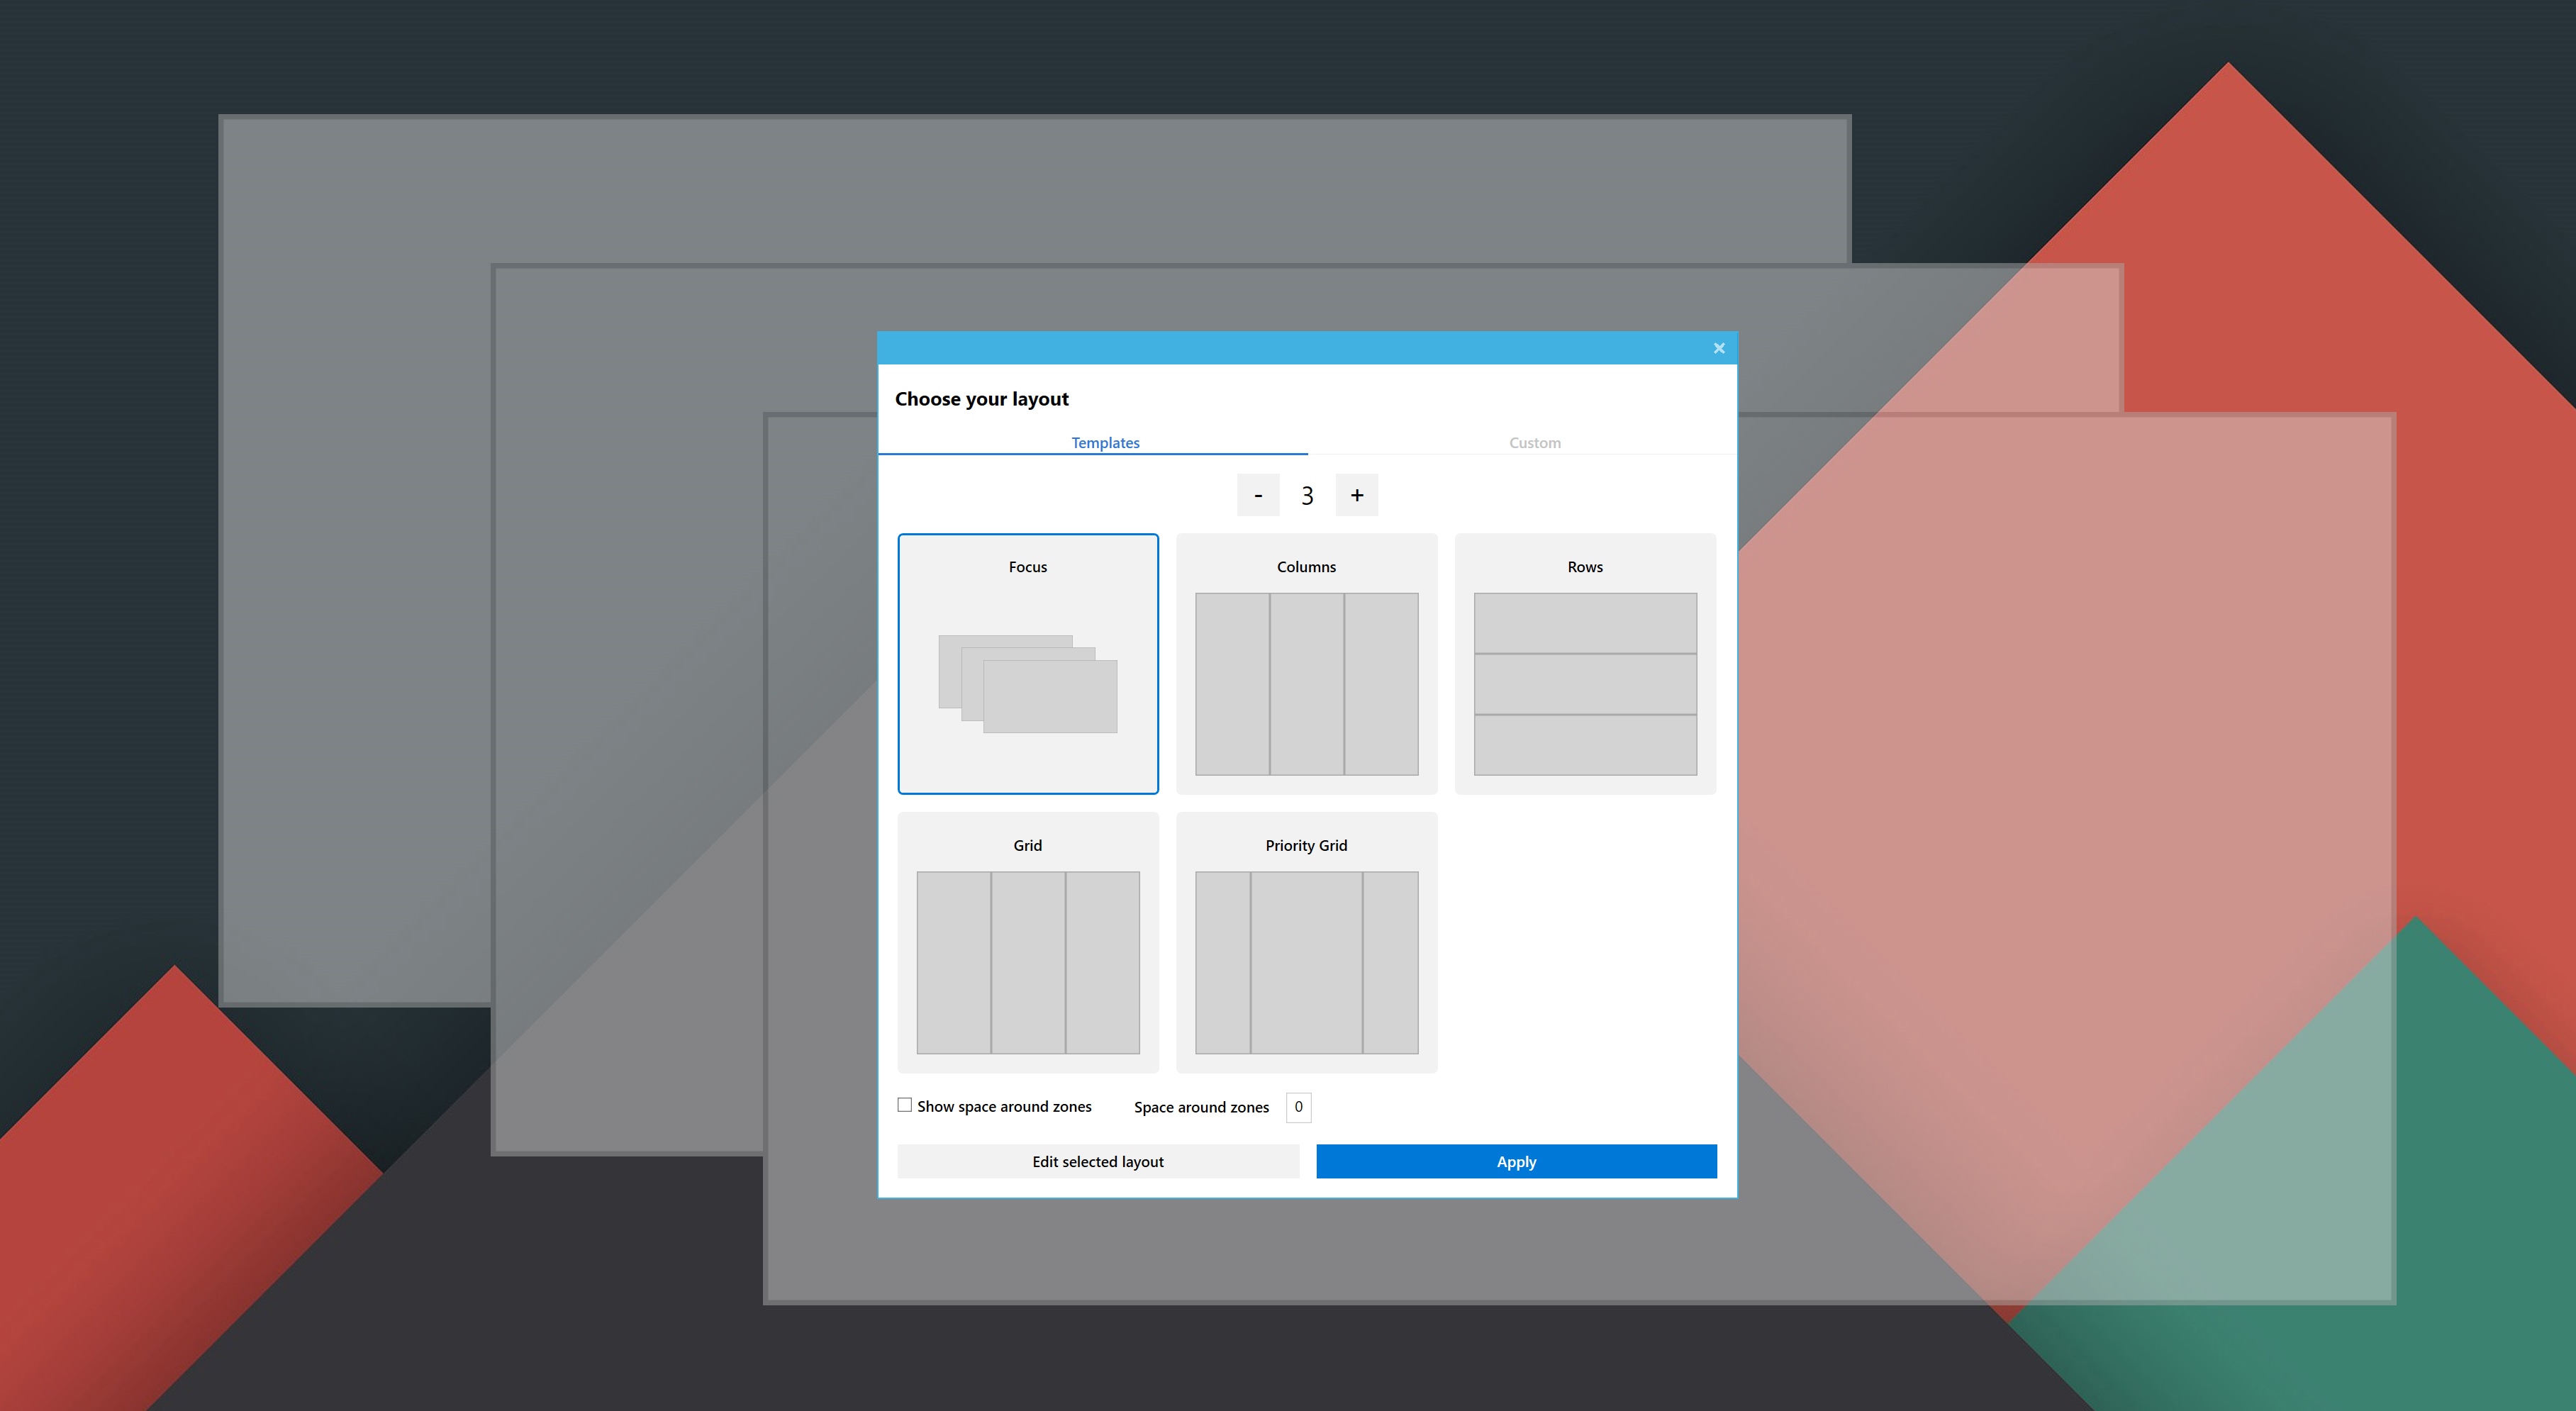 Choose your layout
Templates
Custom
- 3 +
Focus
Columns
Rows
Grid
Priority Grid
Show space around zones
Space around zones 0
Edit selected layout
Apply